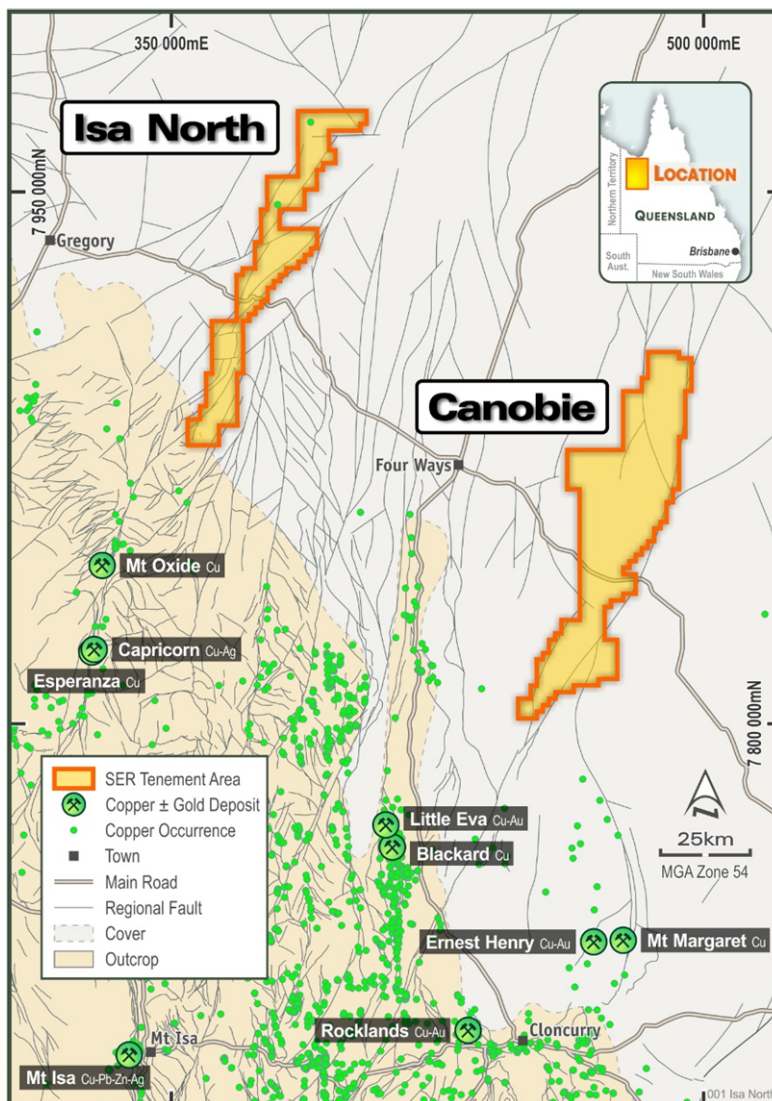 350 000mE
500 000mE
Isa North
7 950 000mN
Gregory
Northern Territory
LOCATION
QUEENSLAND
Brisbane
South
Aust.
New South Wales
Canobie
Four Ways
Mt Oxide Cu
Capricorn Cu-Ag
Esperanza Cu
7 800 000mN
SER Tenement Area
Copper ± Gold Deposit
Copper Occurrence
Town
Main Road
Regional Fault
Cover
Outcrop
Little Eva Cu-Au
Blackard Cu
N
25km
MGA Zone 54
Ernest Henry Cu-Au
Mt Margaret Cu
Rocklands Cu-Au
Cloncurry
Mt Isa
Mt Isa Cu-Pb-Zn-Ag
001 Isa North